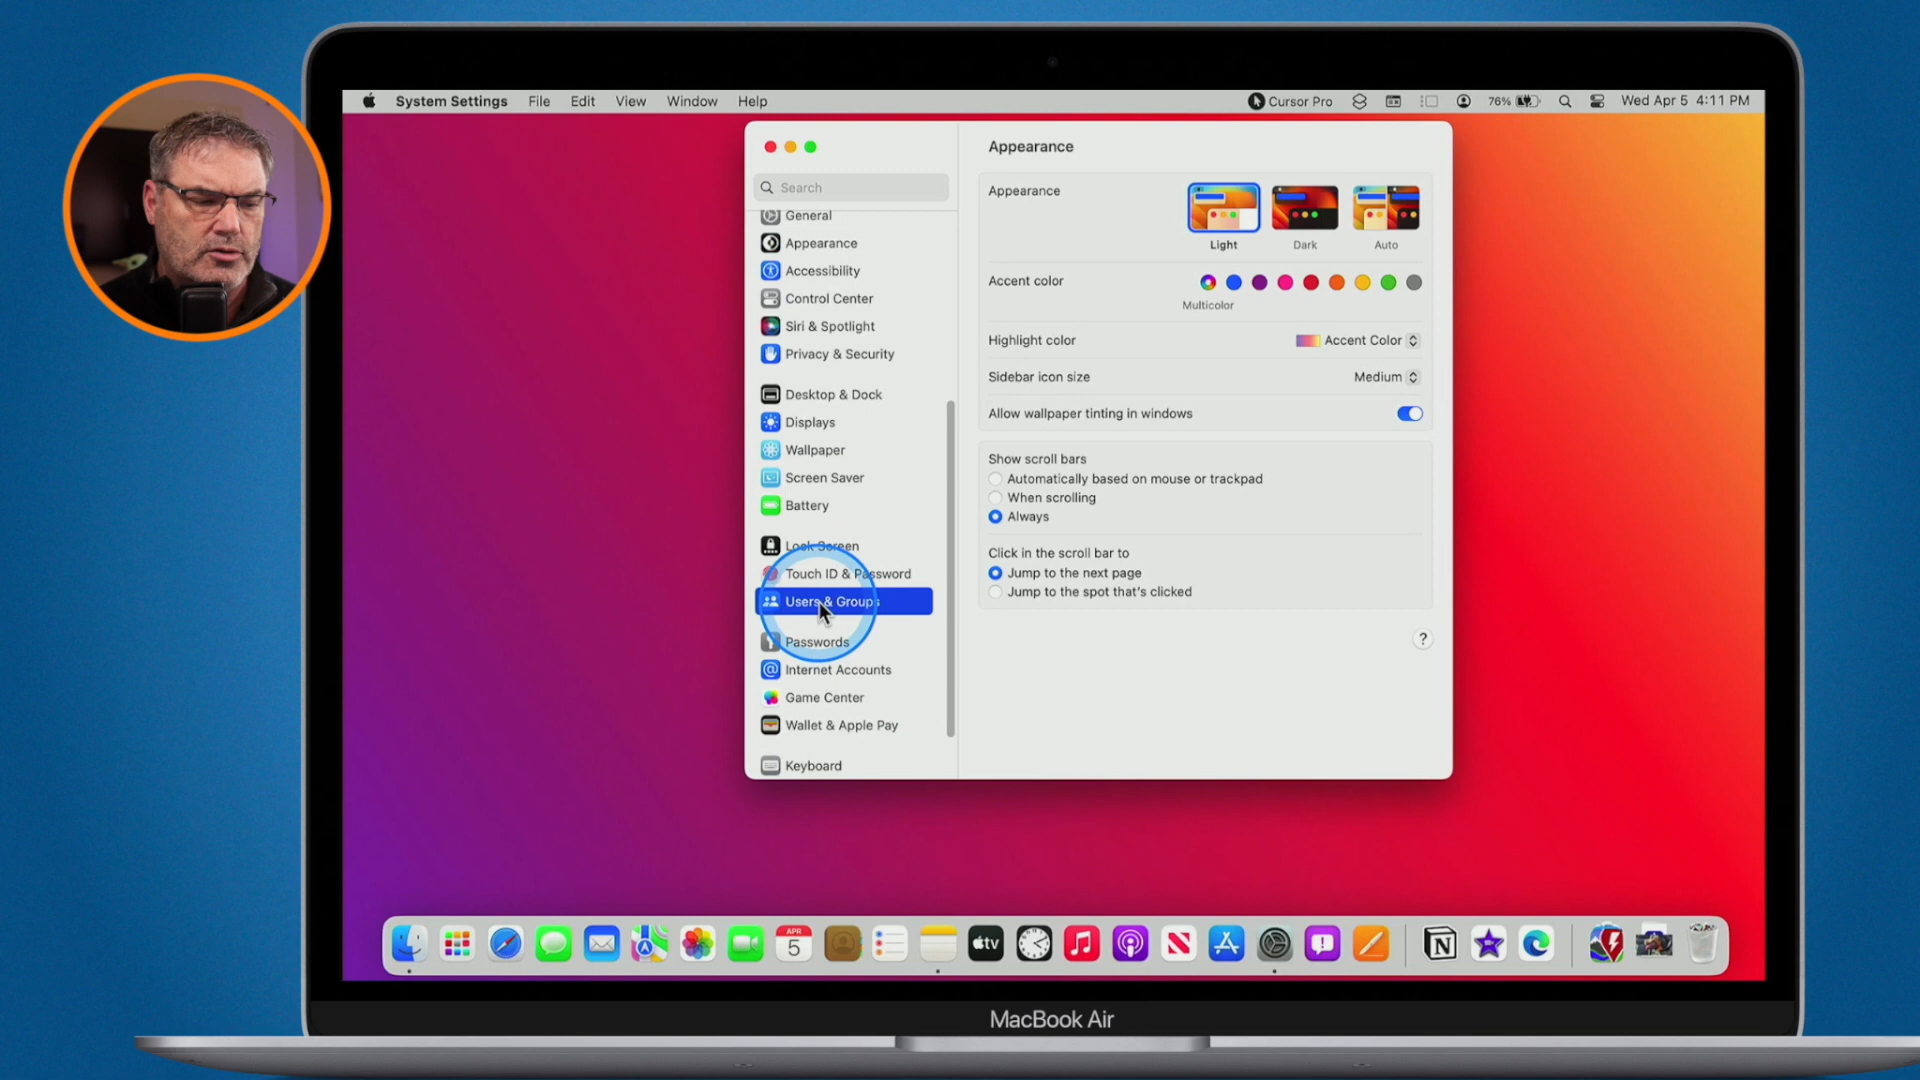 System Settings File Edit View Window Help
Cursor Pro 76% Wed Apr 5 4:11 PM
Search
General
Appearance
Accessibility
Control Center
Siri & Spotlight
Privacy & Security
Desktop & Dock
Displays
Wallpaper
Screen Saver
Battery
Lock Screen
Touch ID & Password
Users & Groups
Passwords
Internet Accounts
Game Center
Wallet & Apple Pay
Keyboard
Appearance
Appearance
Light Dark Auto
Accent color
Multicolor
Highlight color Accent Color
Sidebar icon size Medium
Allow wallpaper tinting in windows
Show scroll bars
Automatically based on mouse or trackpad
When scrolling
Always
Click in the scroll bar to
Jump to the next page
Jump to the spot that's clicked
?
APR
5
tv
MacBook Air